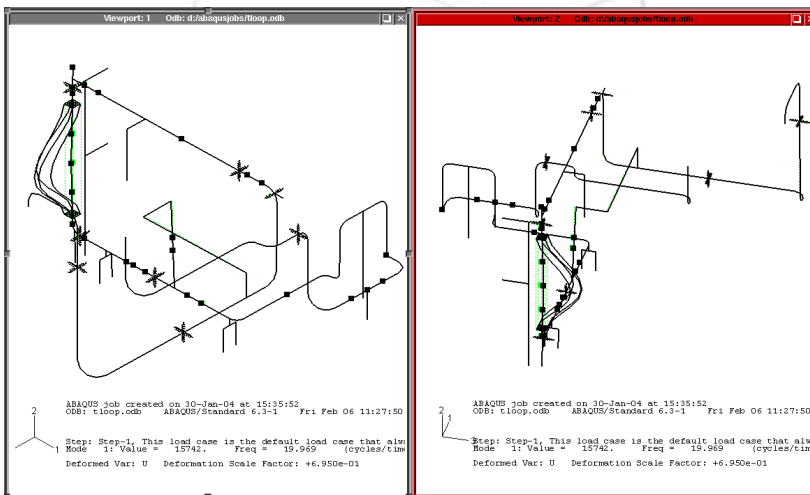 Viewport: 1 Odb: d:/abaqusjobs/tloop.odb
2
1
ABAQUS job created on 30-Jan-04 at 15:35:52
ODB: tloop.odb ABAQUS/Standard 6.3-1 Fri Feb 06 11:27:50
Step: Step-1, This load case is the default load case that alw
Mode 1: Value = 15742. Freq = 19.969 (cycles/time
Deformed Var: U Deformation Scale Factor: +6.950e-01
Viewport: 2 Odb: d:/abaqusjobs/tloop.odb
2
1
3
ABAQUS job created on 30-Jan-04 at 15:35:52
ODB: tloop.odb ABAQUS/Standard 6.3-1 Fri Feb 06 11:27:50
Step: Step-1, This load case is the default load case that alw
Mode 1: Value = 15742. Freq = 19.969 (cycles/tim
Deformed Var: U Deformation Scale Factor: +6.950e-01